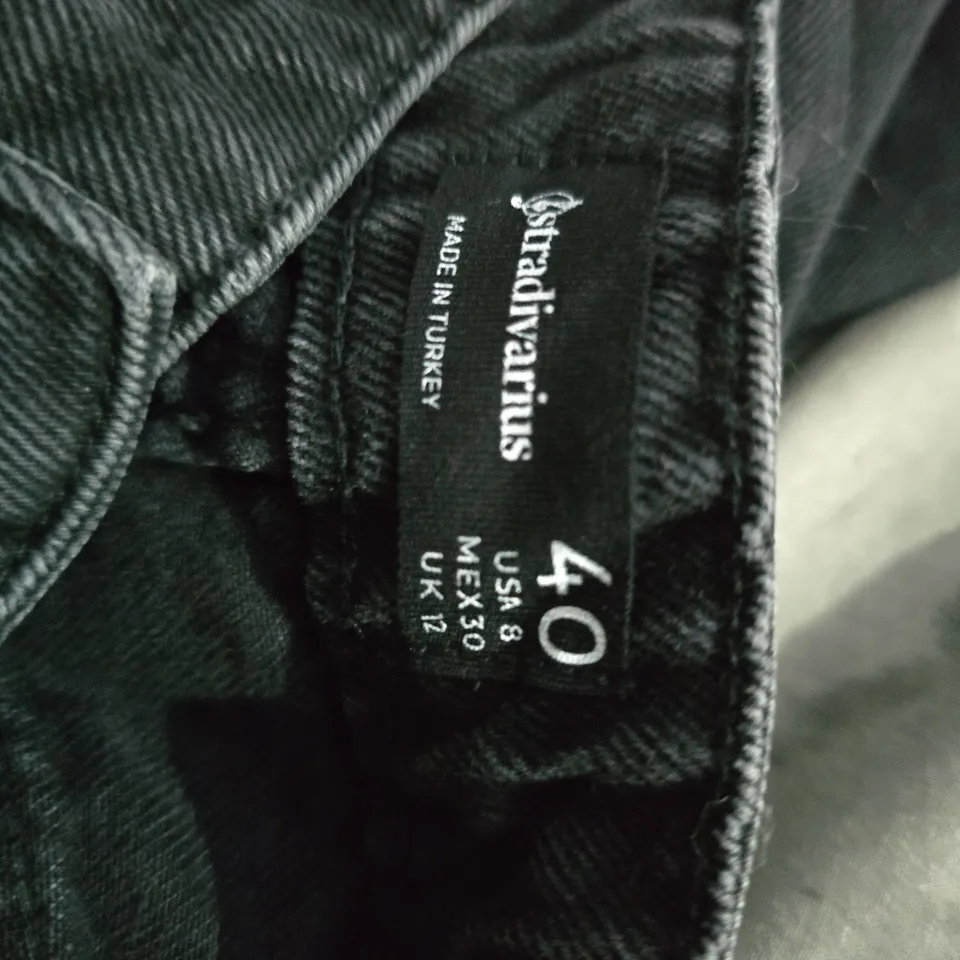 stradivarius
MADE IN TURKEY
40
USA 8
MEX 30
UK 12